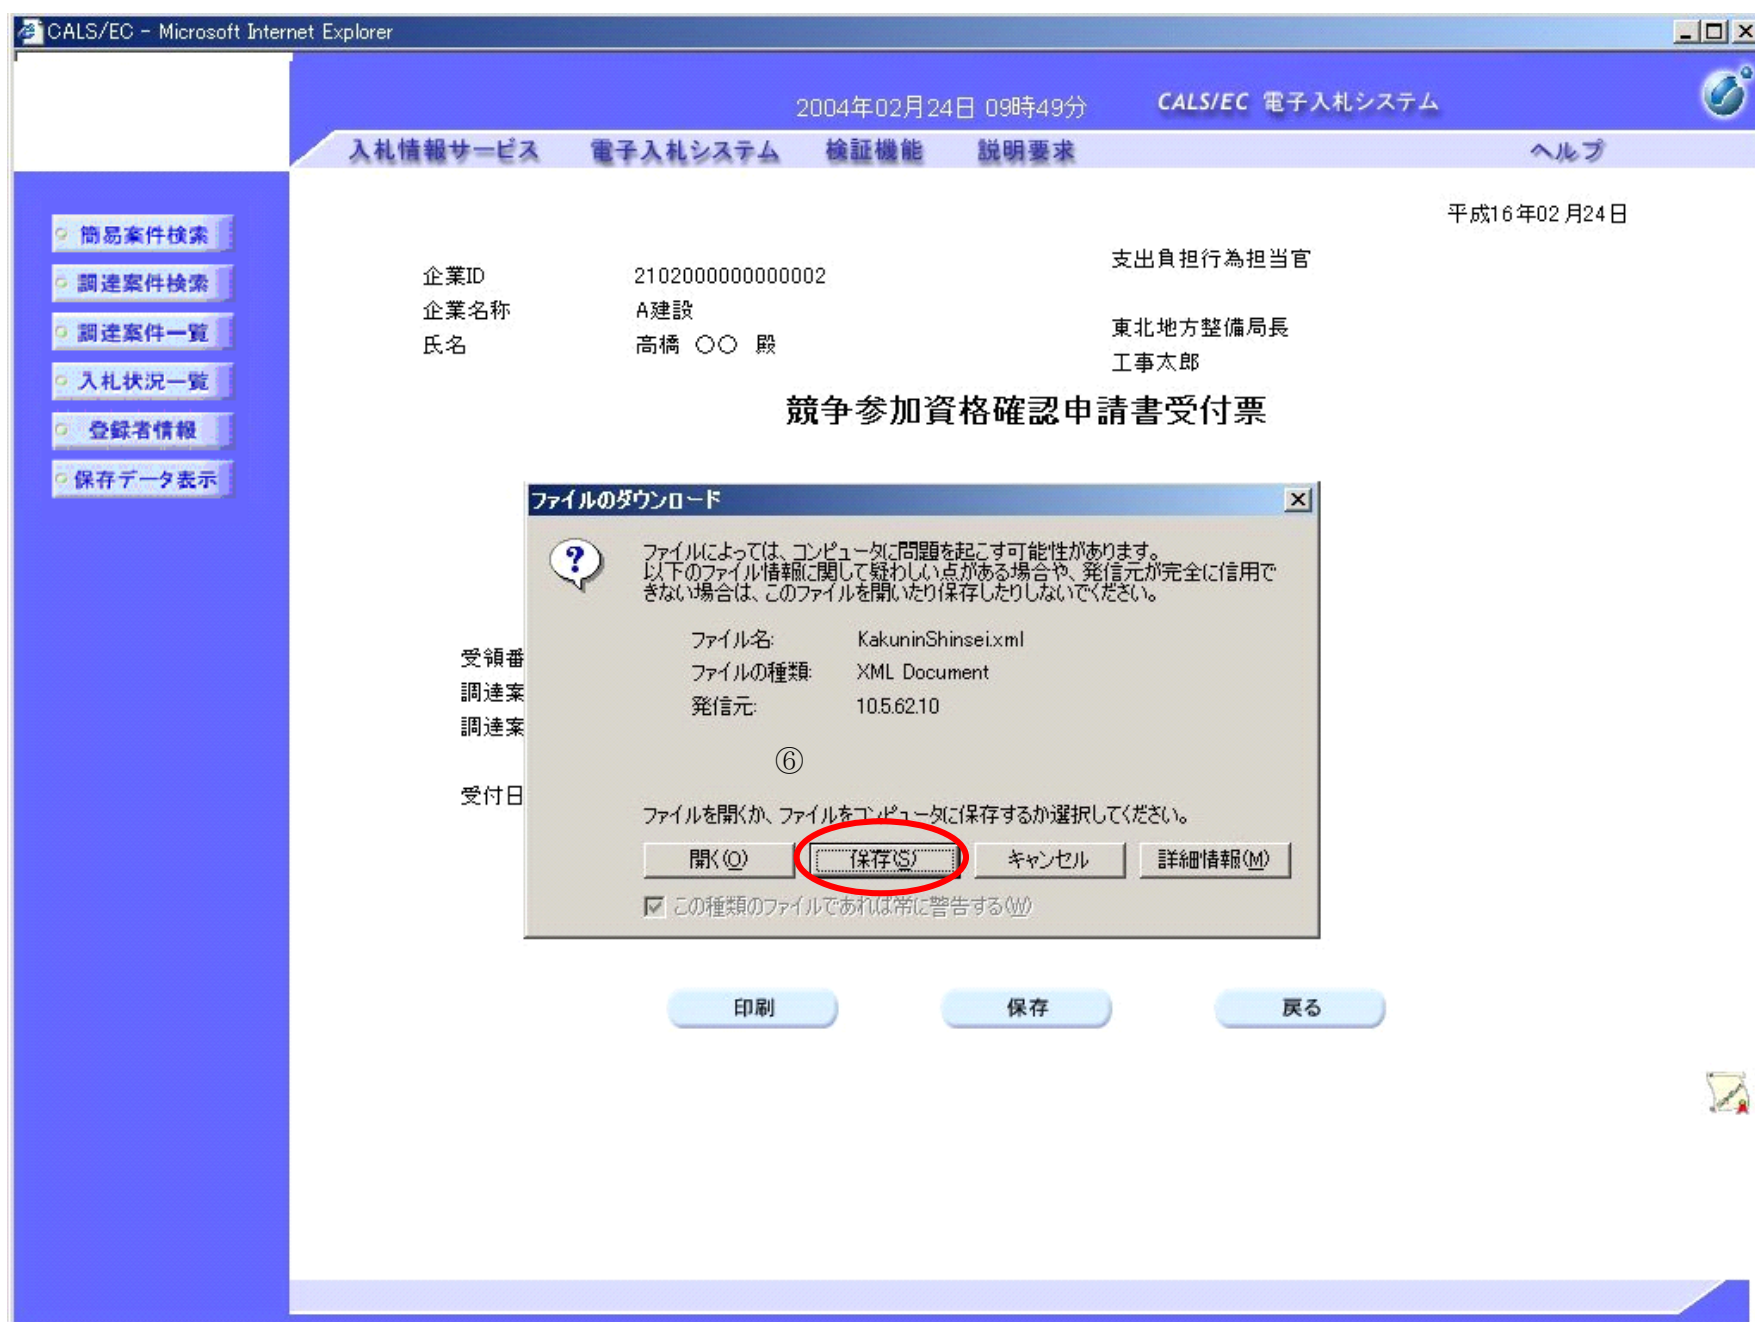 CALS/EC - Microsoft Internet Explorer
2004年02月24日 09時49分
CALS/EC 電子入札システム
入札情報サービス 電子入札システム 検証機能 説明要求 ヘルプ
簡易案件検索
調達案件検索
調達案件一覧
入札状況一覧
登録者情報
保存データ表示
平成16年02月24日
支出負担行為担当官
企業ID 2102000000000002
企業名称 A建設
東北地方整備局長
氏名 高橋 〇〇 殿
工事太郎
競争参加資格確認申請書受付票
ファイルのダウンロード
ファイルによっては、コンピュータに問題を起こす可能性があります。
以下のファイル情報に関して疑わしい点がある場合や、発信元が完全に信用で
きない場合は、このファイルを開いたり保存したりしないでください。
ファイル名: KakuninShinsei.xml
受領番
ファイルの種類: XML Document
調達案
発信元: 10.5.62.10
調達案
⑥
受付日
ファイルを開くか、ファイルをコンピュータに保存するか選択してください。
開く(O) 保存(S) キャンセル 詳細情報(M)
この種類のファイルであれば常に警告する(W)
印刷 保存 戻る